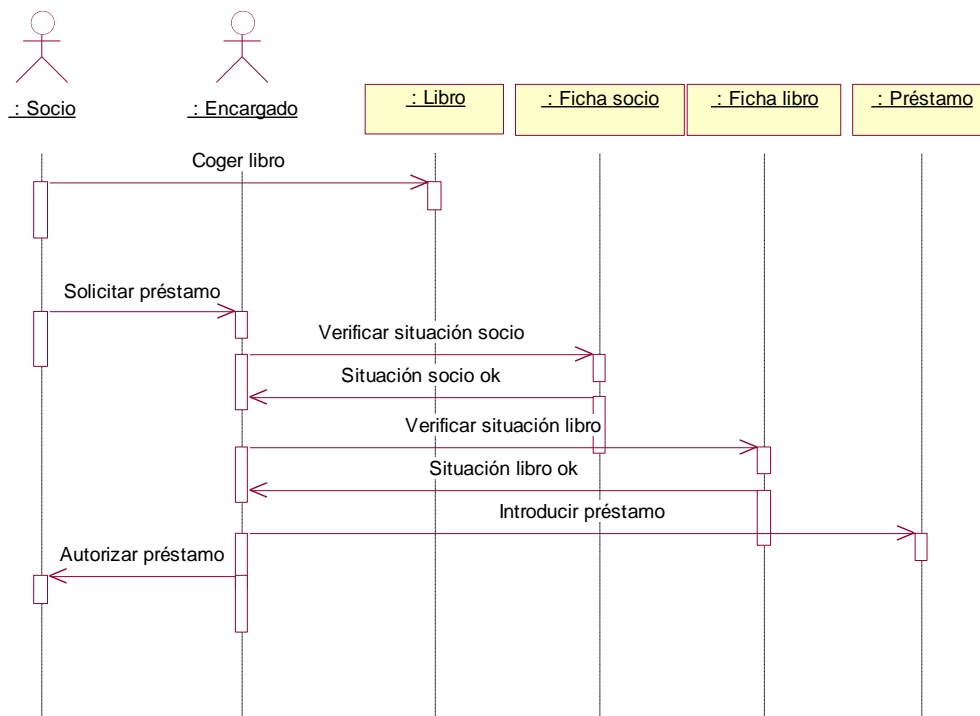 : Socio
: Encargado
: Libro
: Ficha socio
: Ficha libro
: Préstamo
Coger libro
Solicitar préstamo
Verificar situación socio
Situación socio ok
Verificar situación libro
Situación libro ok
Introducir préstamo
Autorizar préstamo